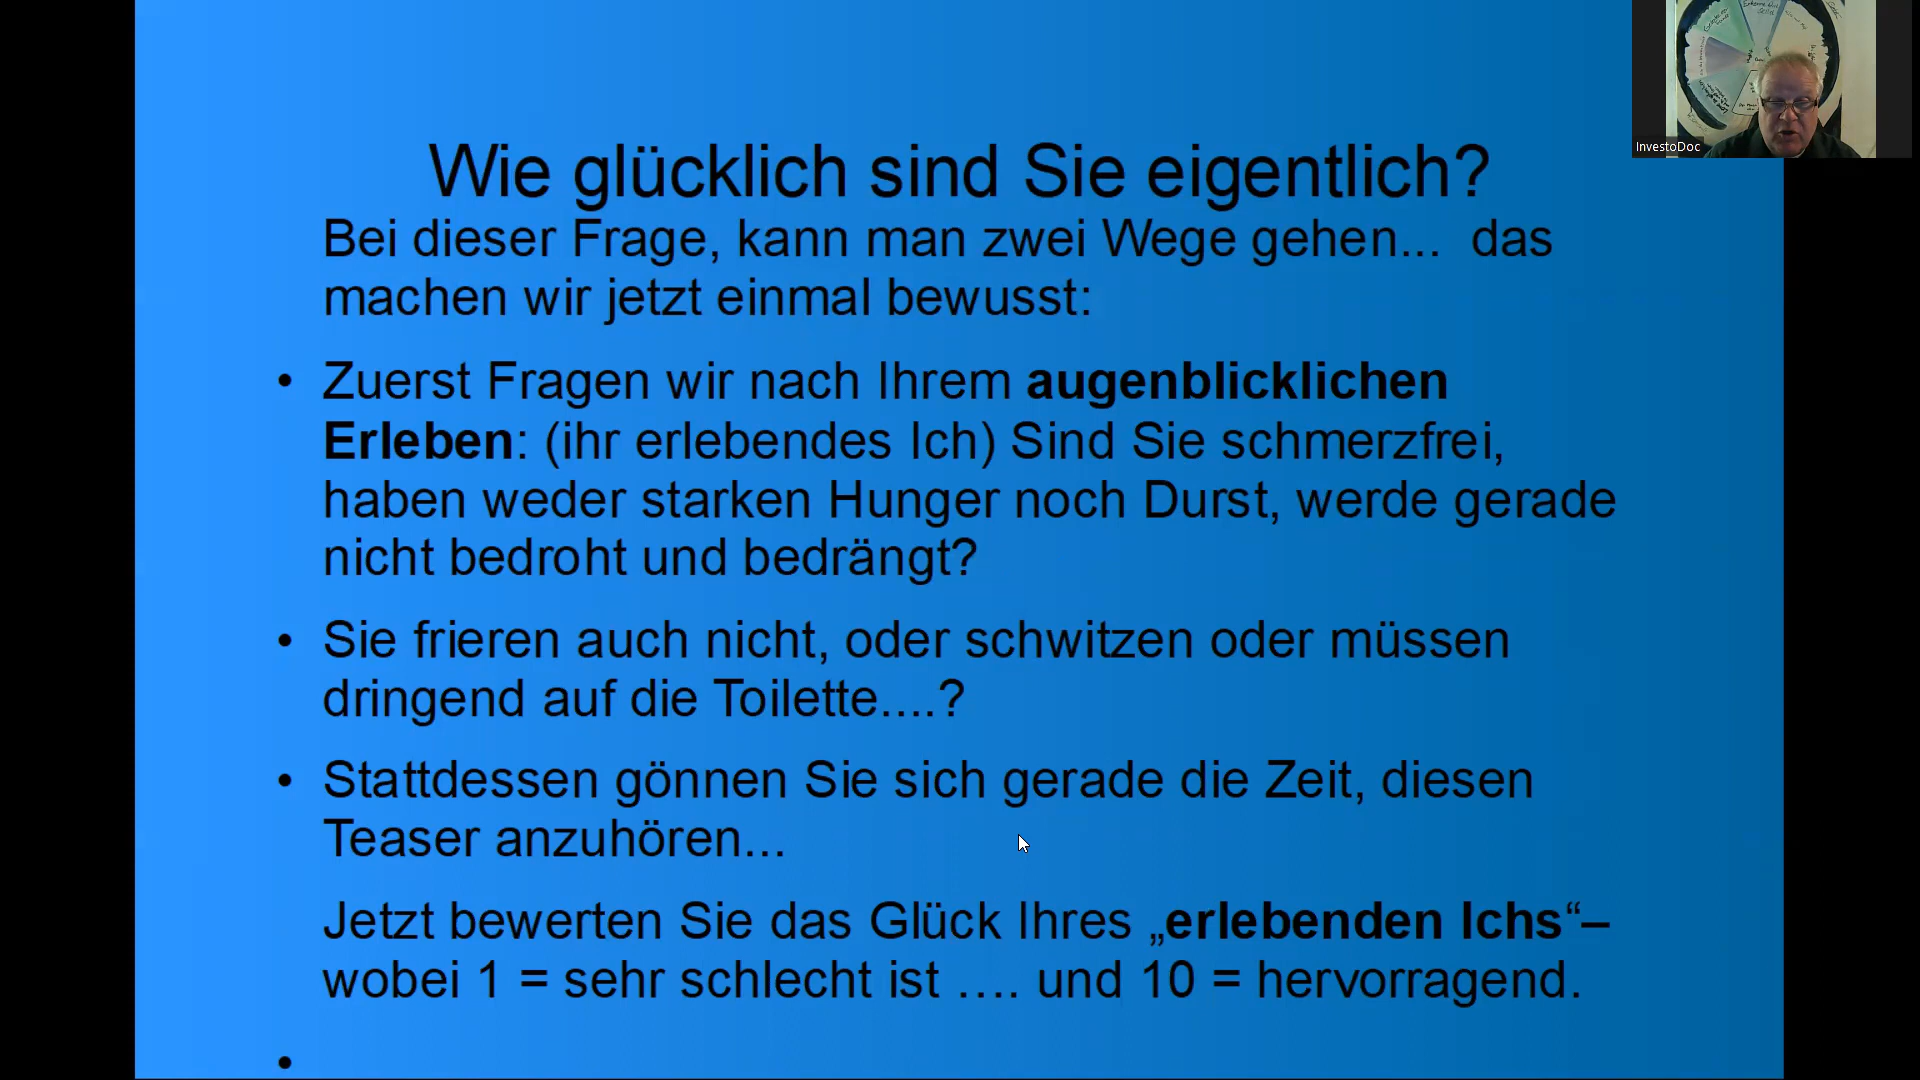 Wie glücklich sind Sie eigentlich?
Bei dieser Frage, kann man zwei Wege gehen... das
machen wir jetzt einmal bewusst:
• Zuerst Fragen wir nach Ihrem augenblicklichen
Erleben: (ihr erlebendes Ich) Sind Sie schmerzfrei,
haben weder starken Hunger noch Durst, werde gerade
nicht bedroht und bedrängt?
• Sie frieren auch nicht, oder schwitzen oder müssen
dringend auf die Toilette....?
• Stattdessen gönnen Sie sich gerade die Zeit, diesen
Teaser anzuhören...
Jetzt bewerten Sie das Glück Ihres „erlebenden Ichs“–
wobei 1 = sehr schlecht ist …. und 10 = hervorragend.
•
InvestoDoc